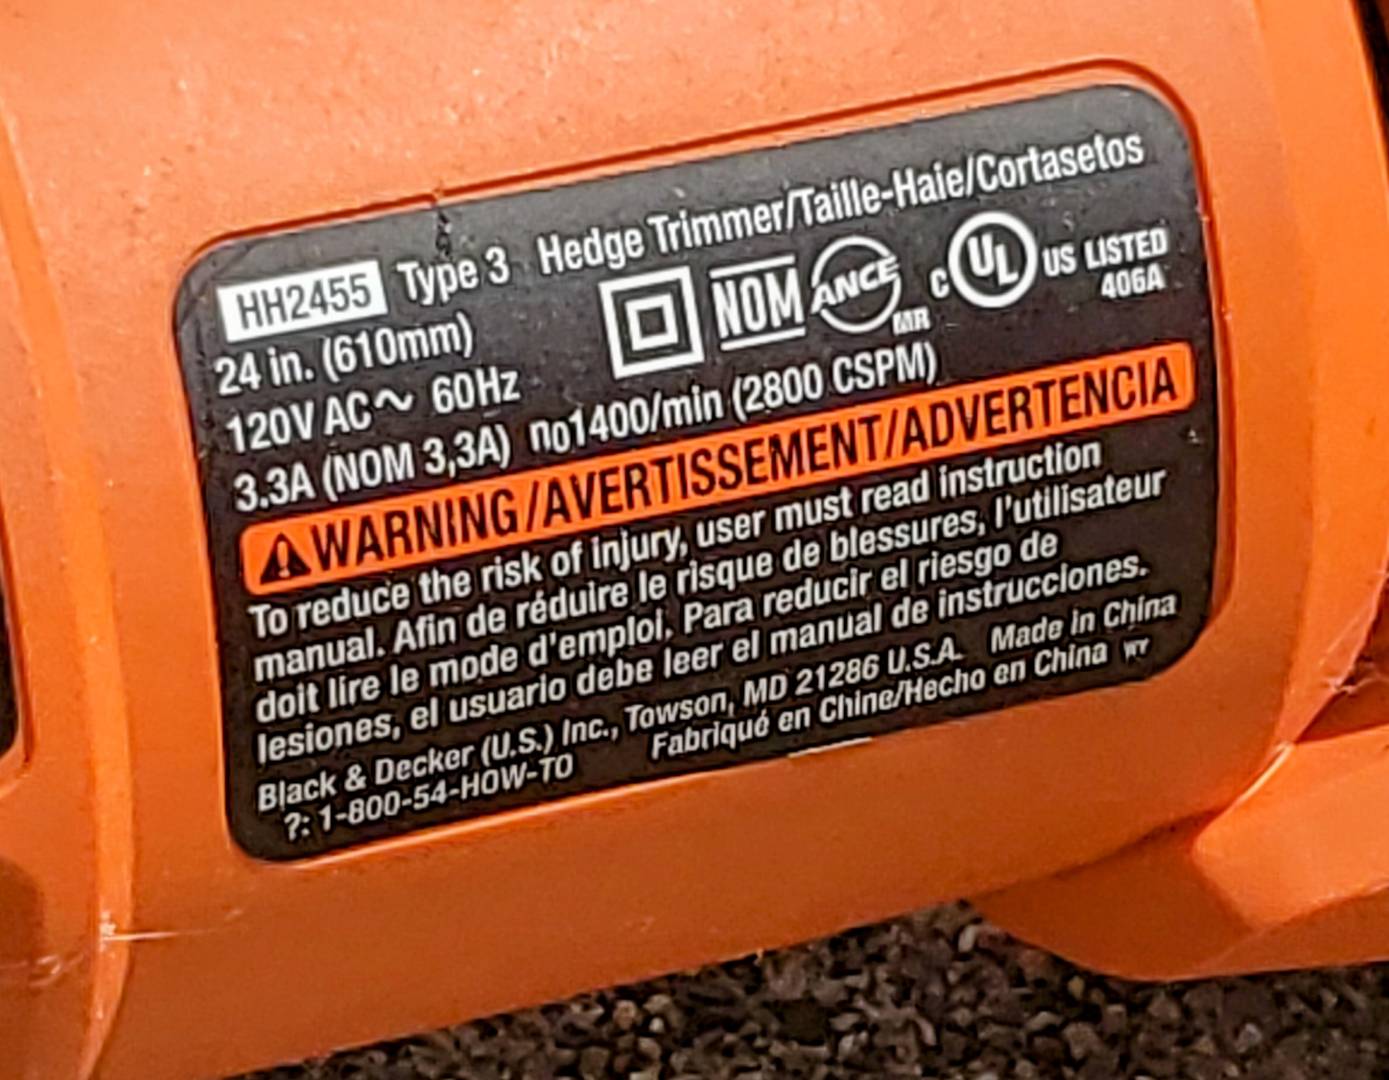 HH2455 Type 3 Hedge Trimmer/Taille-Haie/Cortasetos
24 in. (610mm)
NOM ANCE MR C UL US LISTED
406A
120V AC~ 60Hz
3.3A (NOM 3,3A) no1400/min (2800 CSPM)
WARNING/AVERTISSEMENT/ADVERTENCIA
To reduce the risk of injury, user must read instruction
manual. Afin de réduire le risque de blessures, l'utilisateur
doit lire le mode d'emploi. Para reducir el riesgo de
lesiones, el usuario debe leer el manual de instrucciones.
Black & Decker (U.S.) Inc., Towson, MD 21286 U.S.A. Made in China
?: 1-800-54-HOW-TO Fabriqué en Chine/Hecho en China